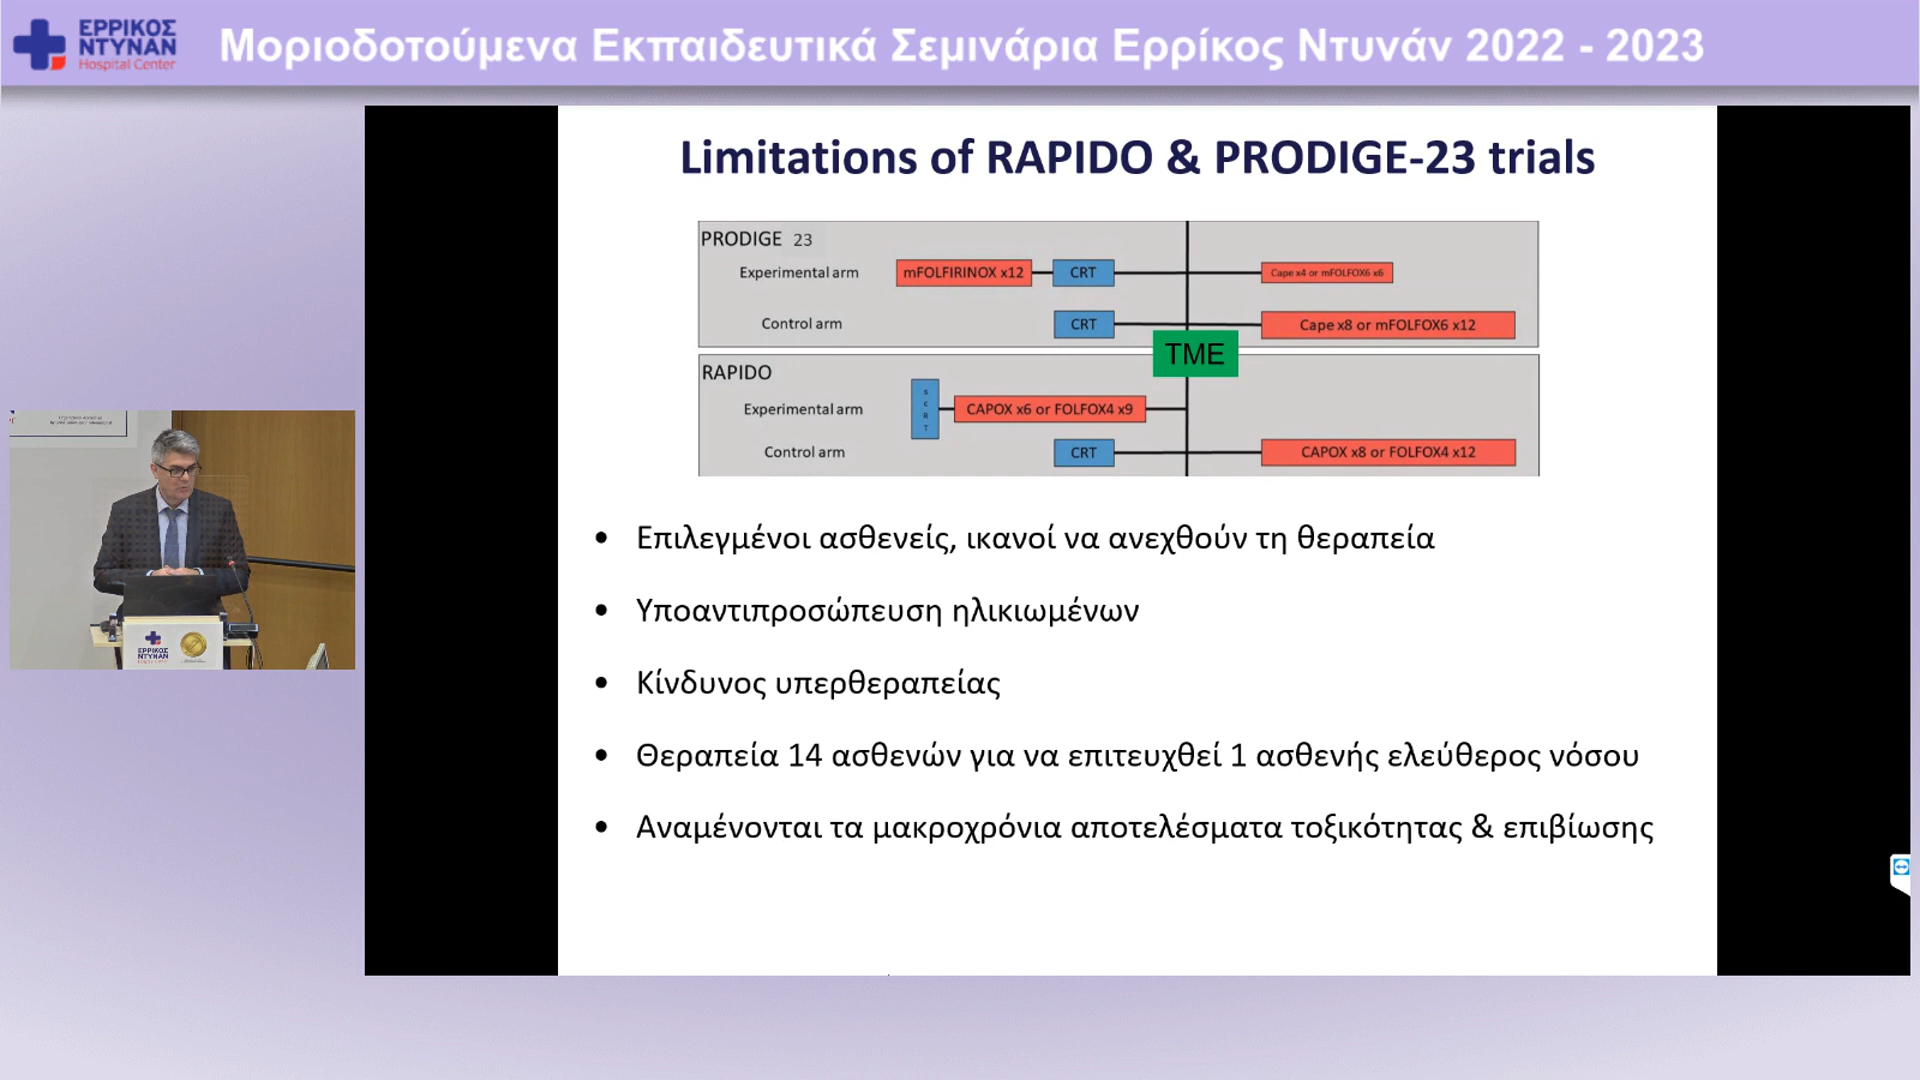 ΕΡΡΙΚΟΣ
ΝΤΥΝΑΝ
Hospital Center
Μοριοδοτούμενα Εκπαιδευτικά Σεμινάρια Ερρίκος Ντυνάν 2022 - 2023
Limitations of RAPIDO & PRODIGE-23 trials
PRODIGE 23
Experimental arm mFOLFIRINOX x12 CRT Cape x4 or mFOLFOX6 x6
Control arm CRT Cape x8 or mFOLFOX6 x12
TME
RAPIDO
Experimental arm scRT CAPOX x6 or FOLFOX4 x9
Control arm CRT CAPOX x8 or FOLFOX4 x12
• Επιλεγμένοι ασθενείς, ικανοί να ανεχθούν τη θεραπεία
• Υποαντιπροσώπευση ηλικιωμένων
• Κίνδυνος υπερθεραπείας
• Θεραπεία 14 ασθενών για να επιτευχθεί 1 ασθενής ελεύθερος νόσου
• Αναμένονται τα μακροχρόνια αποτελέσματα τοξικότητας & επιβίωσης
ΕΡΡΙΚΟΣ
ΝΤΥΝΑΝ